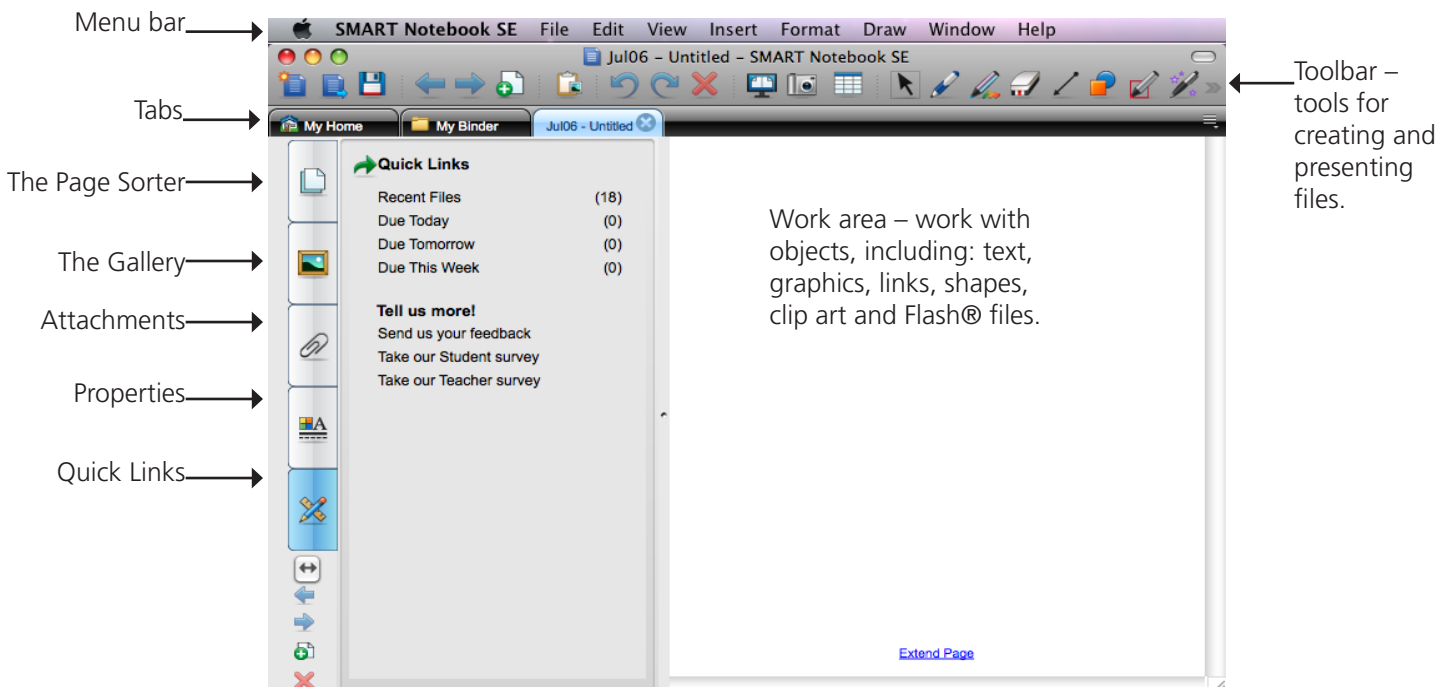 Menu bar
SMART Notebook SE File Edit View Insert Format Draw Window Help
Jul06 – Untitled – SMART Notebook SE
Toolbar –
tools for
creating and
presenting
files.
Tabs
My Home My Binder Jul06 - Untitled
The Page Sorter
The Gallery
Attachments
Properties
Quick Links
Quick Links
Recent Files (18)
Due Today (0)
Due Tomorrow (0)
Due This Week (0)
Tell us more!
Send us your feedback
Take our Student survey
Take our Teacher survey
A
Work area – work with
objects, including: text,
graphics, links, shapes,
clip art and Flash® files.
Extend Page